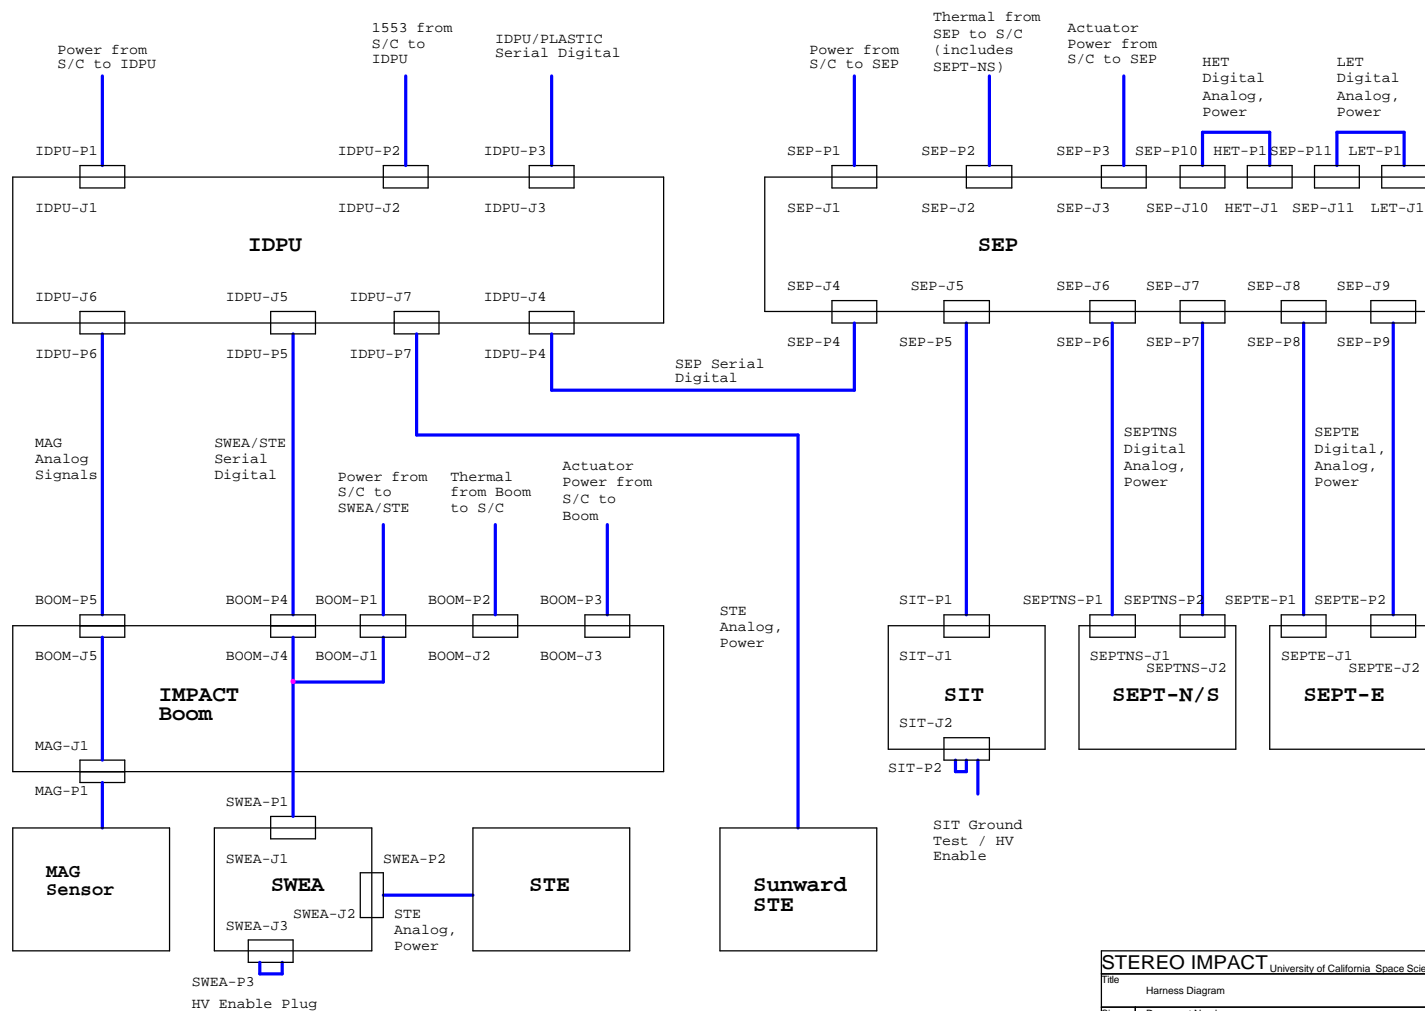 Power from
S/C to IDPU
1553 from
S/C to
IDPU
IDPU/PLASTIC
Serial Digital
Power from
S/C to SEP
Thermal from
SEP to S/C
(includes
SEPT-NS)
Actuator
Power from
S/C to SEP
HET
Digital
Analog,
Power
LET
Digital
Analog,
Power
IDPU-P1
IDPU-P2
IDPU-P3
SEP-P1
SEP-P2
SEP-P3
SEP-P10
HET-P1
SEP-P11
LET-P1
IDPU-J1
IDPU-J2
IDPU-J3
SEP-J1
SEP-J2
SEP-J3
SEP-J10
HET-J1
SEP-J11
LET-J1
IDPU
SEP
IDPU-J6
IDPU-J5
IDPU-J7
IDPU-J4
SEP-J4
SEP-J5
SEP-J6
SEP-J7
SEP-J8
SEP-J9
IDPU-P6
IDPU-P5
IDPU-P7
IDPU-P4
SEP-P4
SEP-P5
SEP-P6
SEP-P7
SEP-P8
SEP-P9
SEP Serial
Digital
MAG
Analog
Signals
SWEA/STE
Serial
Digital
Power from
S/C to
SWEA/STE
Thermal
from Boom
to S/C
Actuator
Power from
S/C to
Boom
SEPTNS
Digital
Analog,
Power
SEPTE
Digital,
Analog,
Power
BOOM-P5
BOOM-P4
BOOM-P1
BOOM-P2
BOOM-P3
STE
Analog,
Power
SIT-P1
SEPTNS-P1
SEPTNS-P2
SEPTE-P1
SEPTE-P2
BOOM-J5
BOOM-J4
BOOM-J1
BOOM-J2
BOOM-J3
SIT-J1
SEPTNS-J1
SEPTNS-J2
SEPTE-J1
SEPTE-J2
IMPACT
Boom
SIT
SEPT-N/S
SEPT-E
MAG-J1
SIT-J2
MAG-P1
SIT-P2
SWEA-P1
SIT Ground
Test / HV
Enable
SWEA-J1
SWEA-P2
MAG
Sensor
SWEA
STE
Sunward
STE
SWEA-J2
SWEA-J3
STE
Analog,
Power
SWEA-P3
HV Enable Plug
STEREO IMPACT
University of California Space Scie
Title
Harness Diagram